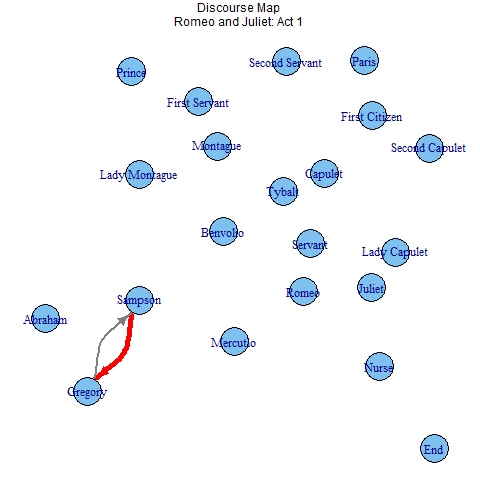 Discourse Map
Romeo and Juliet: Act 1
Second Servant
Paris
Prince
First Servant
First Citizen
Montague
Second Capulet
Lady Montague
Capulet
Tybalt
Benvolio
Servant
Lady Capulet
Juliet
Romeo
Sampson
Abraham
Mercutio
Nurse
Gregory
End